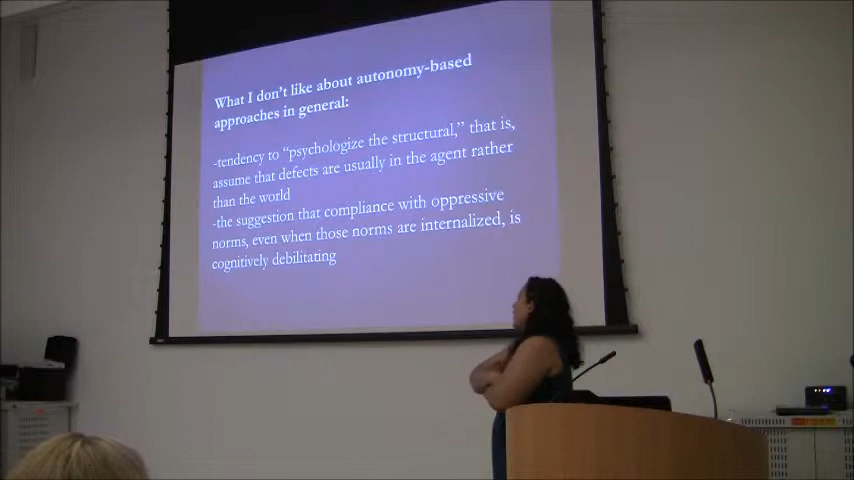 What I don't like about autonomy-based
approaches in general:
-tendency to “psychologize the structural,” that is,
assume that defects are usually in the agent rather
than the world
-the suggestion that compliance with oppressive
norms, even when those norms are internalized, is
cognitively debilitating